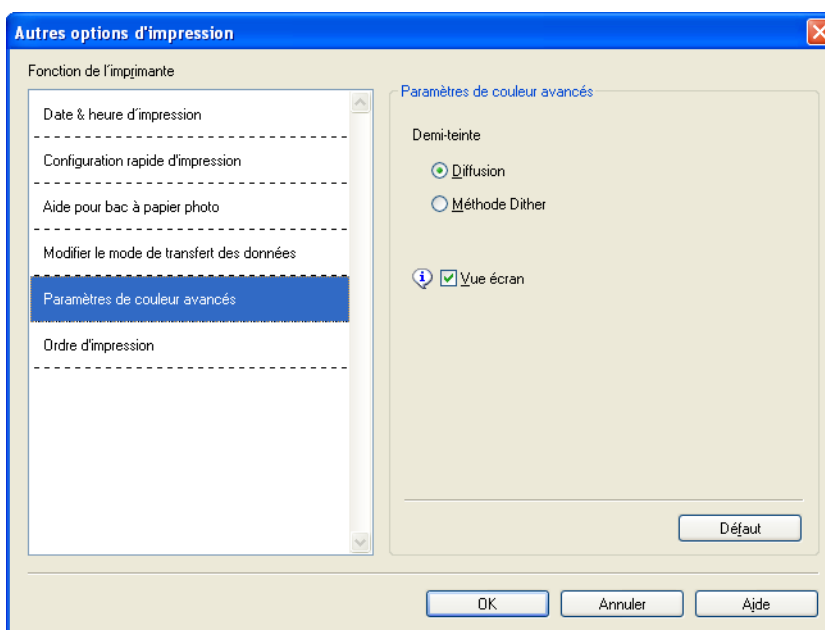 Autres options d'impression
Fonction de l'imprimante
Date & heure d'impression
Configuration rapide d'impression
Aide pour bac à papier photo
Modifier le mode de transfert des données
Paramètres de couleur avancés
Ordre d'impression
Paramètres de couleur avancés
Demi-teinte
Diffusion
Méthode Dither
Vue écran
Défaut
OK Annuler Aide